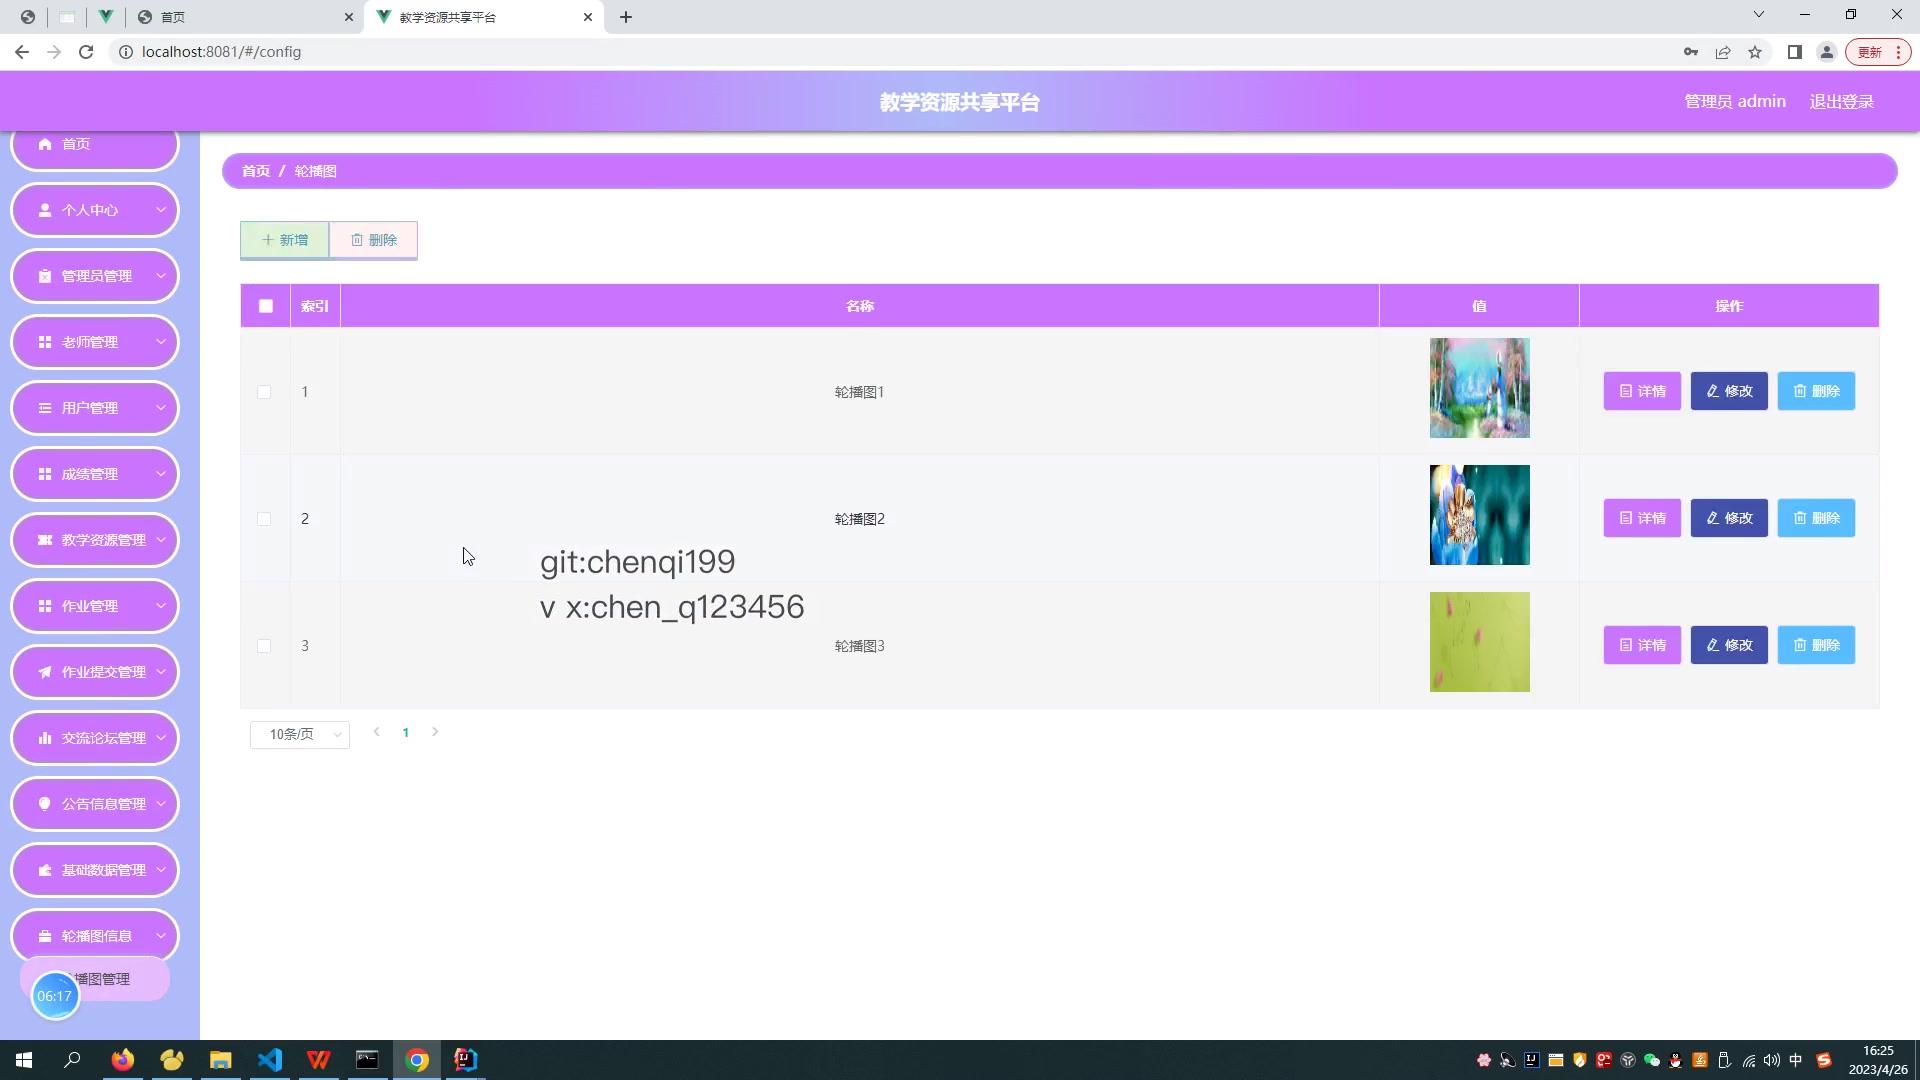 首页
教学资源共享平台
localhost:8081/#/config
更新
教学资源共享平台
管理员 admin
退出登录
首页
个人中心
管理员管理
老师管理
用户管理
成绩管理
教学资源管理
作业管理
作业提交管理
交流论坛管理
公告信息管理
基础数据管理
轮播图信息
播图管理
06:17
首页 / 轮播图
新增
删除
索引 名称 值 操作
1 轮播图1 详情 修改 删除
2 轮播图2 详情 修改 删除
git:chenqi199
v x:chen_q123456
3 轮播图3 详情 修改 删除
10条/页
1
中
16:25
2023/4/26